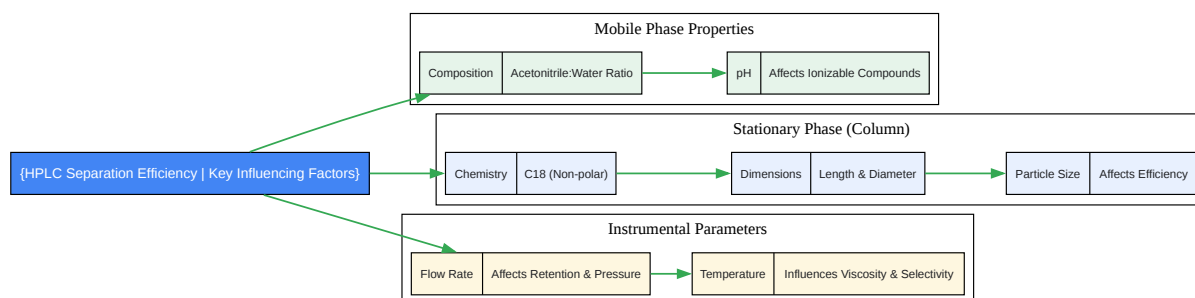 Mobile Phase Properties
Composition
Acetonitrile:Water Ratio
pH
Affects Ionizable Compounds
{HPLC Separation Efficiency | Key Influencing Factors}
Stationary Phase (Column)
Chemistry
C18 (Non-polar)
Dimensions
Length & Diameter
Particle Size
Affects Efficiency
Instrumental Parameters
Flow Rate
Affects Retention & Pressure
Temperature
Influences Viscosity & Selectivity